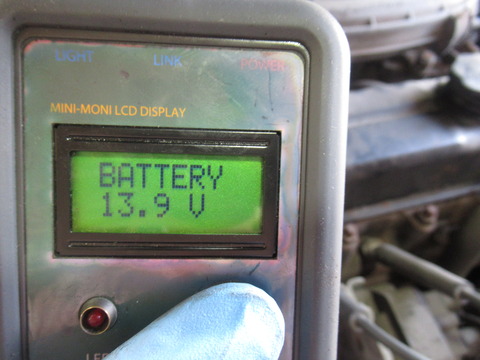 LIGHT LINK POWER
MINI-MONI LCD DISPLAY
BATTERY
13.9 V